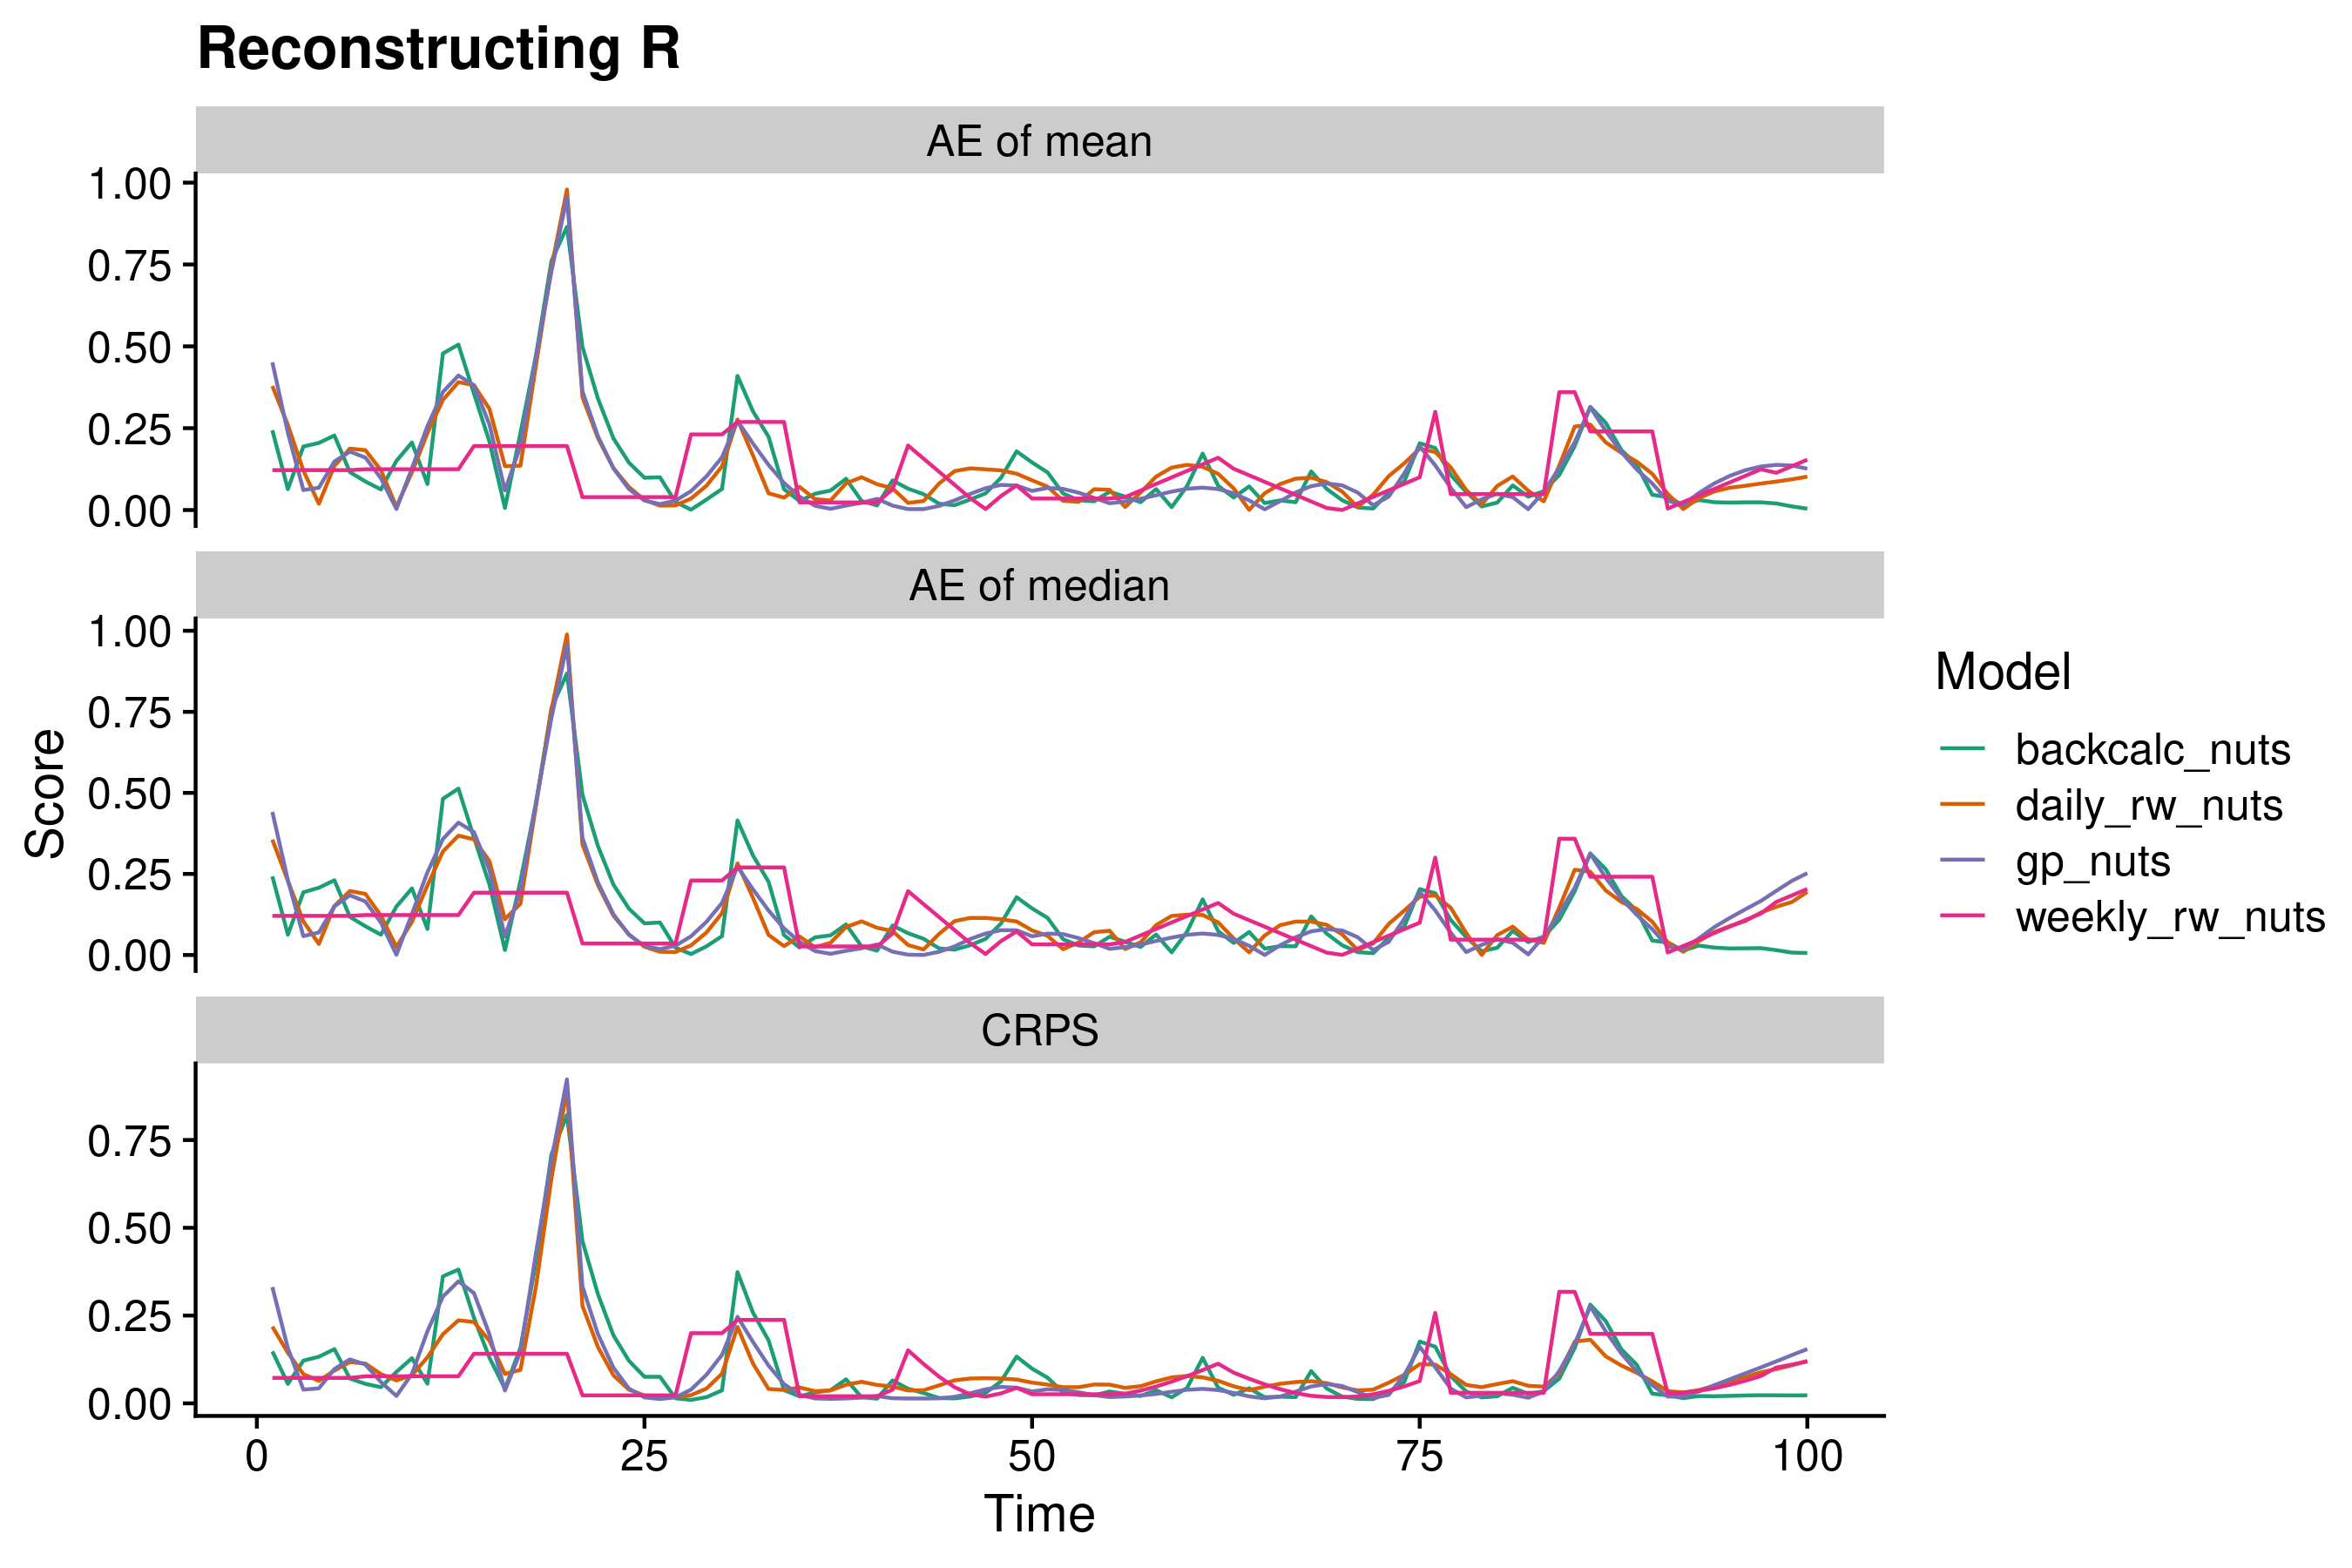 Reconstructing R
AE of mean
1.00
0.75
0.50
0.25
0.00
AE of median
1.00
0.75
0.50
0.25
0.00
Score
CRPS
0.75
0.50
0.25
0.00
0 25 50 75 100
Time
Model
backcalc_nuts
daily_rw_nuts
gp_nuts
weekly_rw_nuts